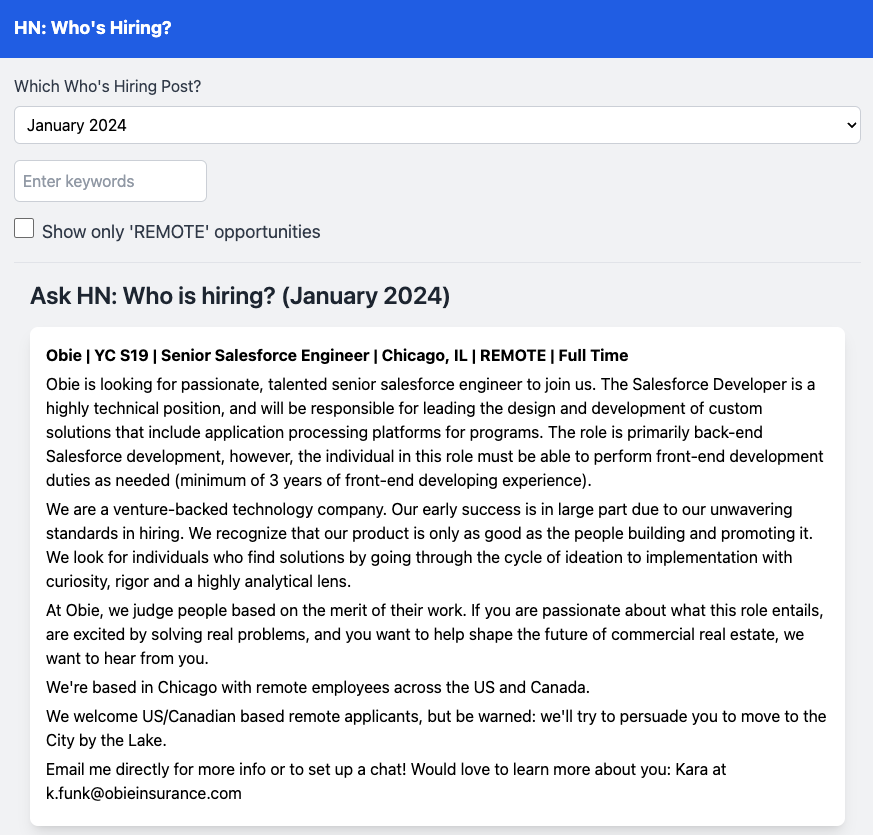 HN: Who's Hiring?
Which Who's Hiring Post?
January 2024
Enter keywords
Show only 'REMOTE' opportunities
Ask HN: Who is hiring? (January 2024)
Obie | YC S19 | Senior Salesforce Engineer | Chicago, IL | REMOTE | Full Time
Obie is looking for passionate, talented senior salesforce engineer to join us. The Salesforce Developer is a
highly technical position, and will be responsible for leading the design and development of custom
solutions that include application processing platforms for programs. The role is primarily back-end
Salesforce development, however, the individual in this role must be able to perform front-end development
duties as needed (minimum of 3 years of front-end developing experience).
We are a venture-backed technology company. Our early success is in large part due to our unwavering
standards in hiring. We recognize that our product is only as good as the people building and promoting it.
We look for individuals who find solutions by going through the cycle of ideation to implementation with
curiosity, rigor and a highly analytical lens.
At Obie, we judge people based on the merit of their work. If you are passionate about what this role entails,
are excited by solving real problems, and you want to help shape the future of commercial real estate, we
want to hear from you.
We're based in Chicago with remote employees across the US and Canada.
We welcome US/Canadian based remote applicants, but be warned: we'll try to persuade you to move to the
City by the Lake.
Email me directly for more info or to set up a chat! Would love to learn more about you: Kara at
k.funk@obieinsurance.com